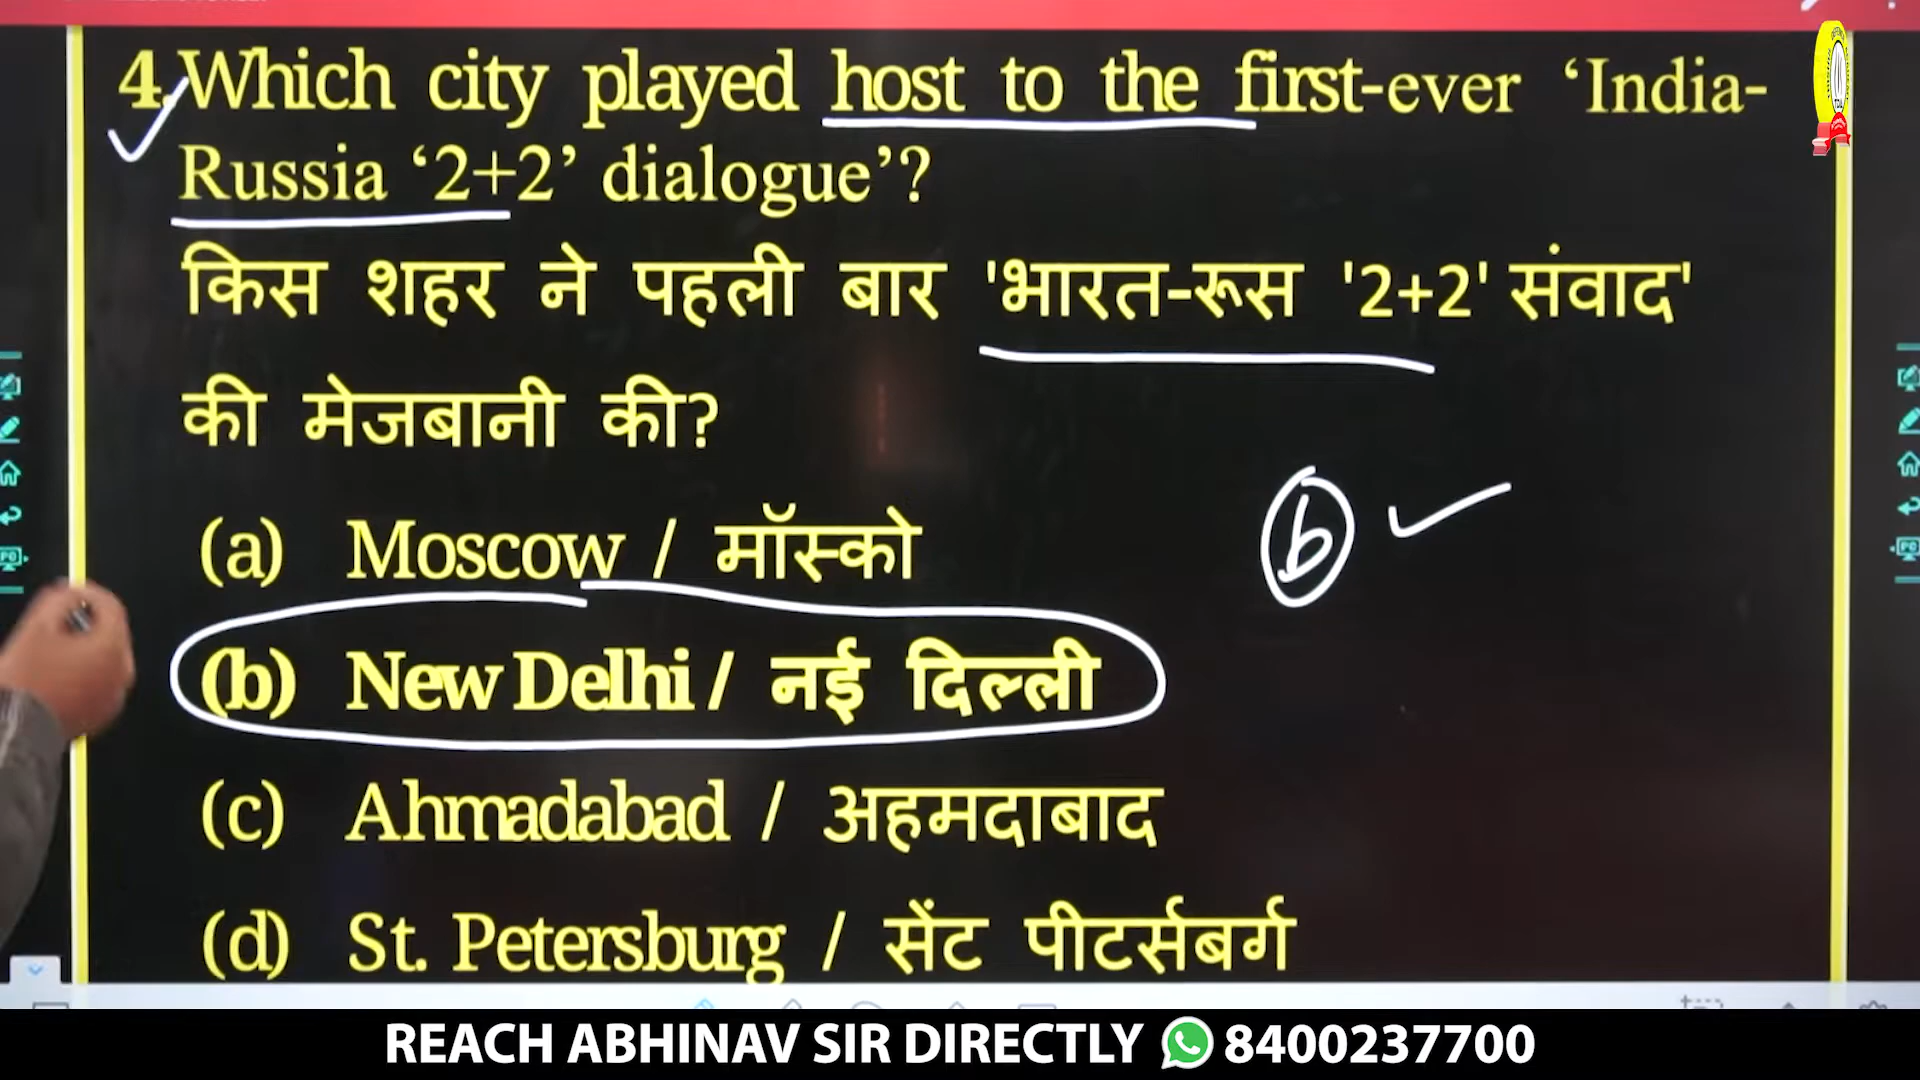 4. Which city played host to the first-ever ‘India-
Russia ‘2+2’ dialogue’?
किस शहर ने पहली बार 'भारत-रूस '2+2' संवाद'
की मेजबानी की?
(a) Moscow / मॉस्को
b
(b) New Delhi / नई दिल्ली
(c) Ahmadabad / अहमदाबाद
(d) St. Petersburg / सेंट पीटर्सबर्ग
REACH ABHINAV SIR DIRECTLY 8400237700